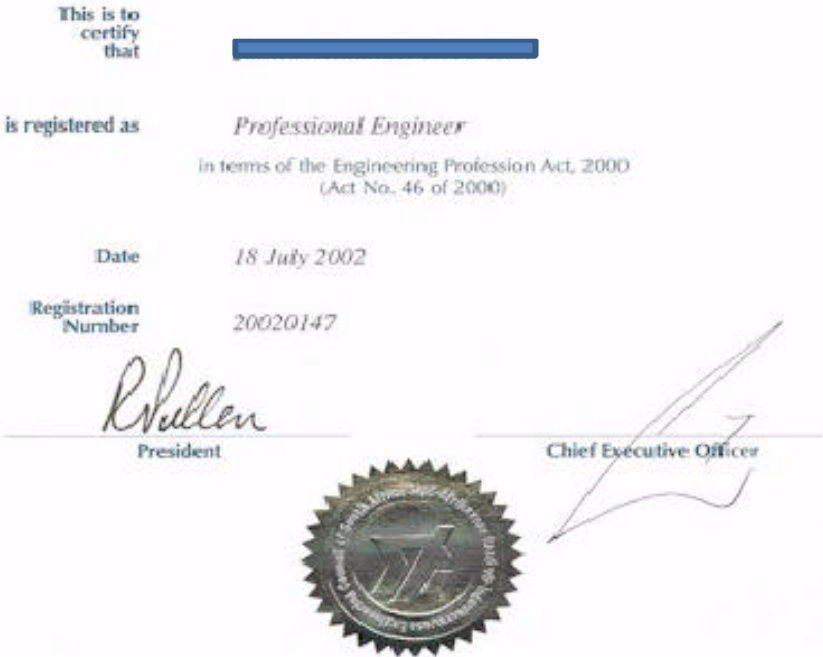 This is to
certify
that
is registered as
Professional Engineer
in terms of the Engineering Profession Act, 2000
(Act No. 46 of 2000)
Date
18 July 2002
Registration
Number
20020147
President
Chief Executive Officer